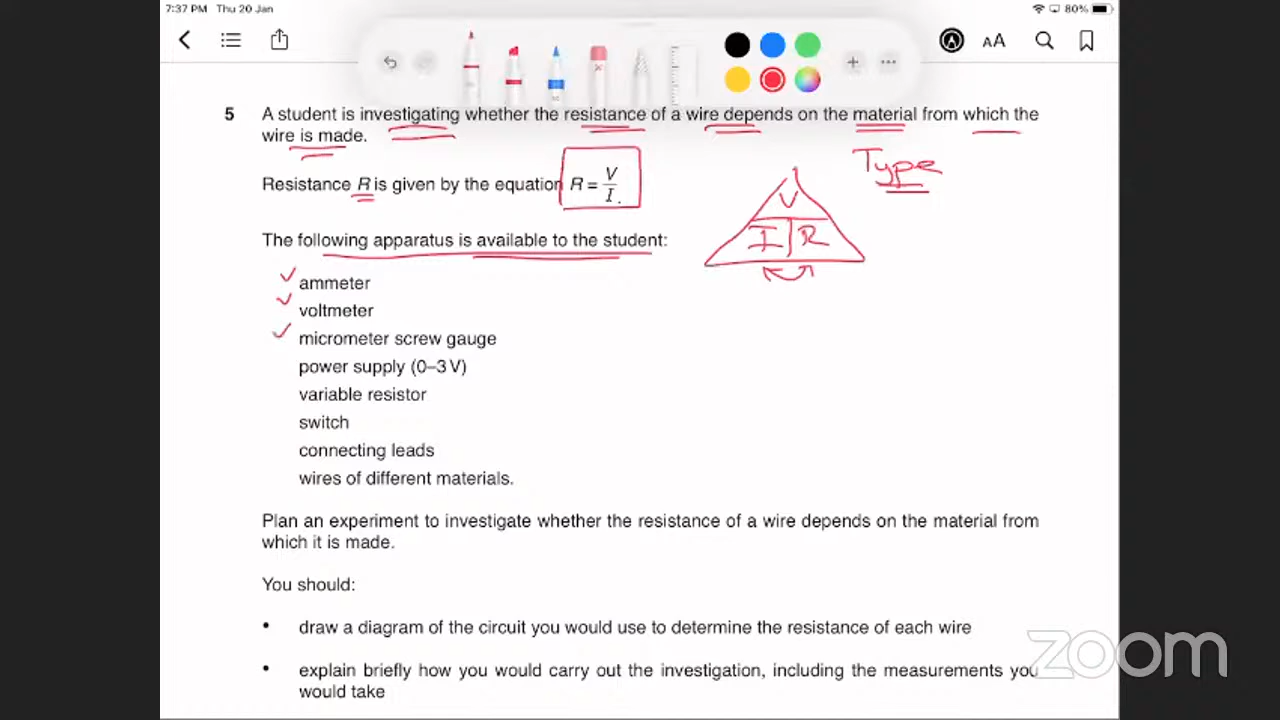 7:37 PM Thu 20 Jan
80%
AA
5 A student is investigating whether the resistance of a wire depends on the material from which the
wire is made.
Type
Resistance R is given by the equation R = V/I.
V
I R
The following apparatus is available to the student:
ammeter
voltmeter
micrometer screw gauge
power supply (0–3 V)
variable resistor
switch
connecting leads
wires of different materials.
Plan an experiment to investigate whether the resistance of a wire depends on the material from
which it is made.
You should:
• draw a diagram of the circuit you would use to determine the resistance of each wire
• explain briefly how you would carry out the investigation, including the measurements you
would take
zoom